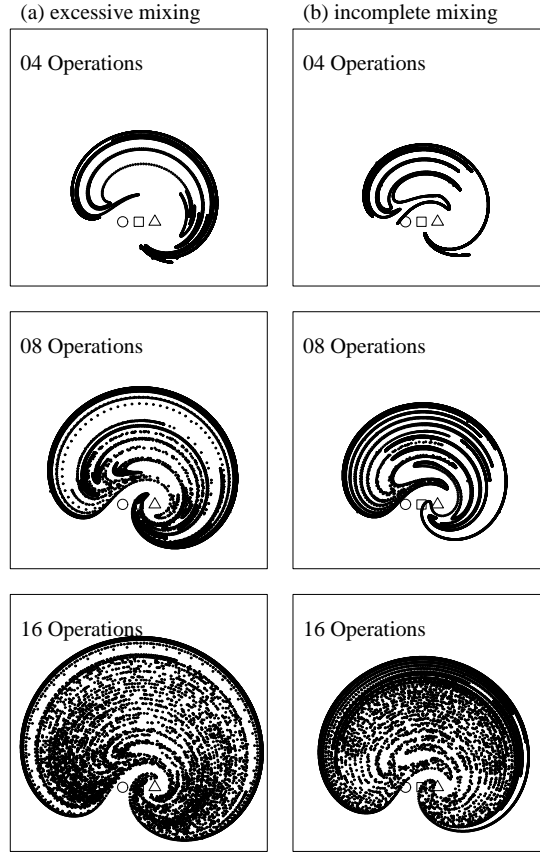 (a) excessive mixing
(b) incomplete mixing
04 Operations
04 Operations
08 Operations
08 Operations
16 Operations
16 Operations